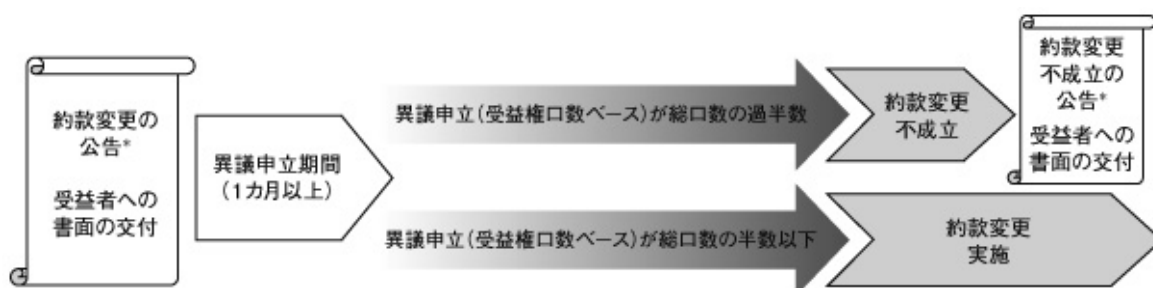 約款変更の
公告*
受益者への
書面の交付
異議申立期間
(1カ月以上)
異議申立(受益権口数ベース)が総口数の過半数
約款変更
不成立
約款変更
不成立の
公告*
受益者への
書面の交付
異議申立(受益権口数ベース)が総口数の半数以下
約款変更
実施